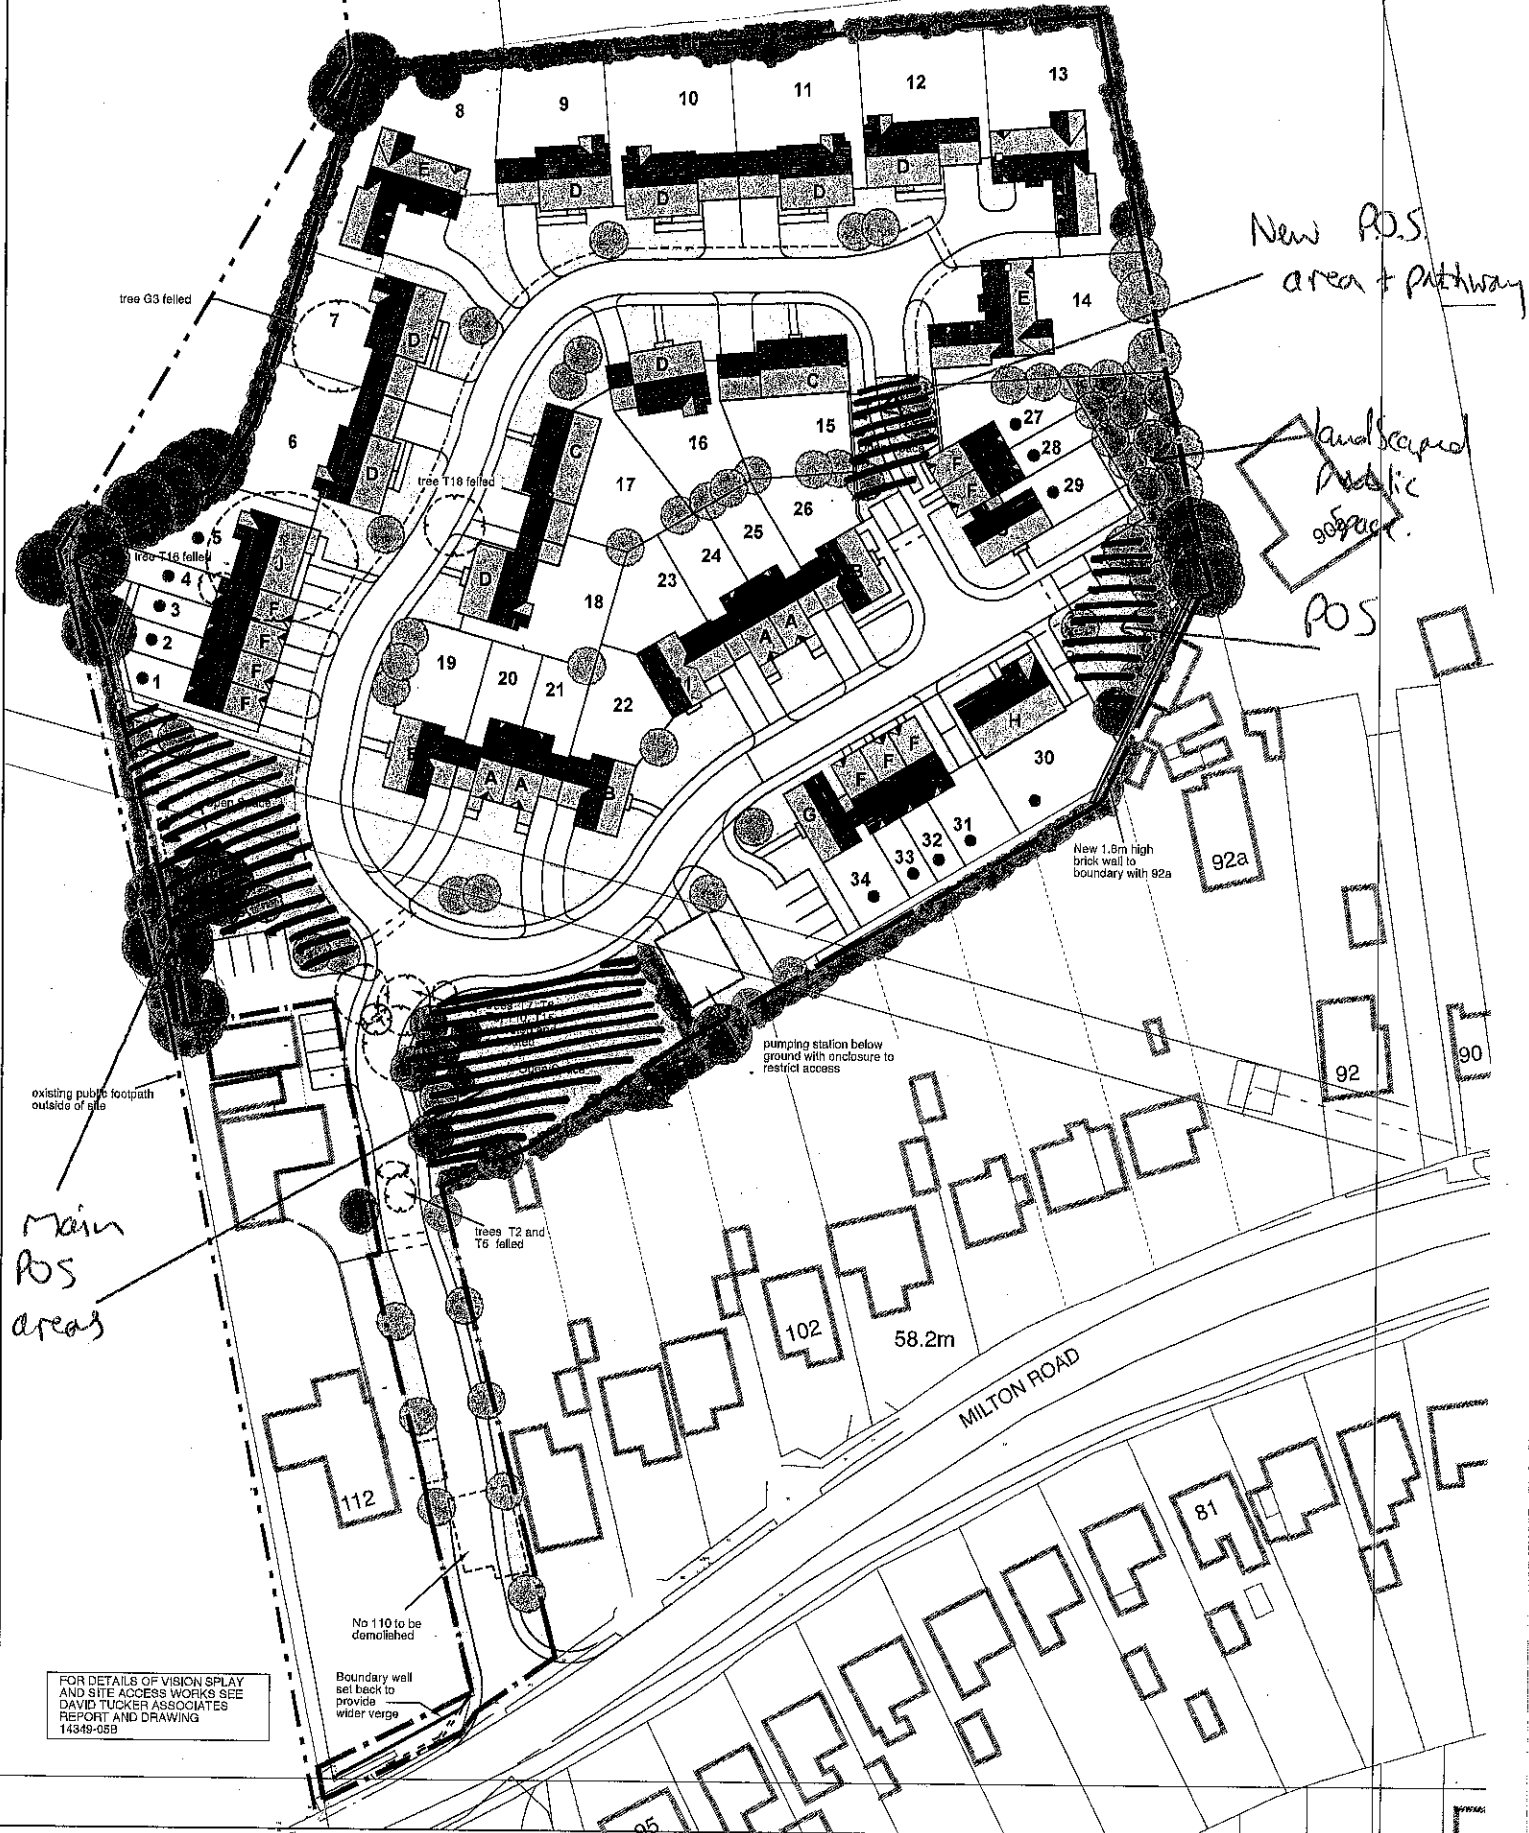 8
9
10
11
12
13
E
D
D
D
D
New P.O.S.
area + pathway
tree G3 felled
7
D
E
14
D
C
6
D
tree T18 felled
C
17
16
15
27
28
29
F
F
landscaped
Public
Space.
90
5
tree T16 felled
4
3
2
1
J
F
F
F
F
D
18
23
24
25
26
B
A
A
POS
19
20
21
22
A
A
B
H
30
F
F
F
G
31
32
33
34
open space
New 1.8m high
brick wall to
boundary with 92a
92a
pumping station below
ground with enclosure to
restrict access
92
90
existing public footpath
outside of site
Main
POS
areas
trees T2 and
T6 felled
102
58.2m
MILTON ROAD
112
81
No 110 to be
demolished
Boundary wall
set back to
provide
wider verge
FOR DETAILS OF VISION SPLAY
AND SITE ACCESS WORKS SEE
DAVID TUCKER ASSOCIATES
REPORT AND DRAWING
14349-05B
95